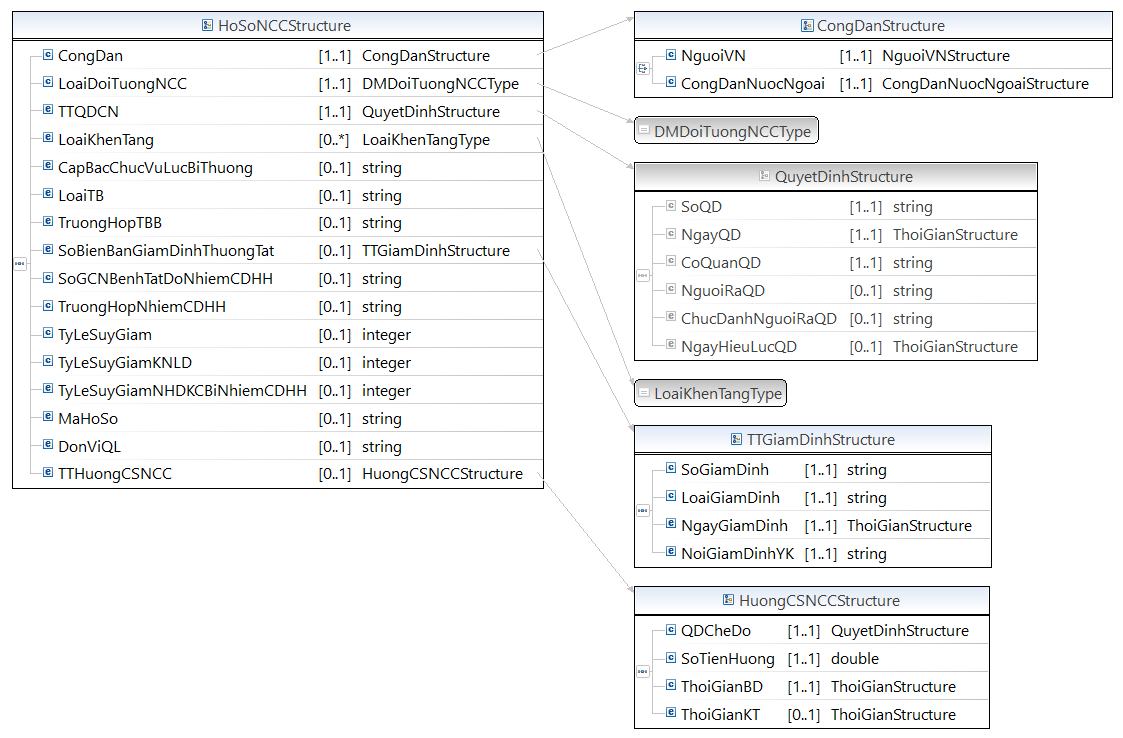 HoSoNCCStructure
CongDan [1..1] CongDanStructure
LoaiDoiTuongNCC [1..1] DMDoiTuongNCCType
TTQDCN [1..1] QuyetDinhStructure
LoaiKhenTang [0..*] LoaiKhenTangType
CapBacChucVuLucBiThuong [0..1] string
LoaiTB [0..1] string
TruongHopTBB [0..1] string
SoBienBanGiamDinhThuongTat [0..1] TTGiamDinhStructure
SoGCNBenhTatDoNhiemCDHH [0..1] string
TruongHopNhiemCDHH [0..1] string
TyLeSuyGiam [0..1] integer
TyLeSuyGiamKNLD [0..1] integer
TyLeSuyGiamNHDKCBiNhiemCDHH [0..1] integer
MaHoSo [0..1] string
DonViQL [0..1] string
TTHuongCSNCC [0..1] HuongCSNCCStructure
CongDanStructure
NguoiVN [1..1] NguoiVNStructure
CongDanNuocNgoai [1..1] CongDanNuocNgoaiStructure
DMDoiTuongNCCType
QuyetDinhStructure
SoQD [1..1] string
NgayQD [1..1] ThoiGianStructure
CoQuanQD [1..1] string
NguoiRaQD [0..1] string
ChucDanhNguoiRaQD [0..1] string
NgayHieuLucQD [0..1] ThoiGianStructure
LoaiKhenTangType
TTGiamDinhStructure
SoGiamDinh [1..1] string
LoaiGiamDinh [1..1] string
NgayGiamDinh [1..1] ThoiGianStructure
NoiGiamDinhYK [1..1] string
HuongCSNCCStructure
QDCheDo [1..1] QuyetDinhStructure
SoTienHuong [1..1] double
ThoiGianBD [1..1] ThoiGianStructure
ThoiGianKT [0..1] ThoiGianStructure